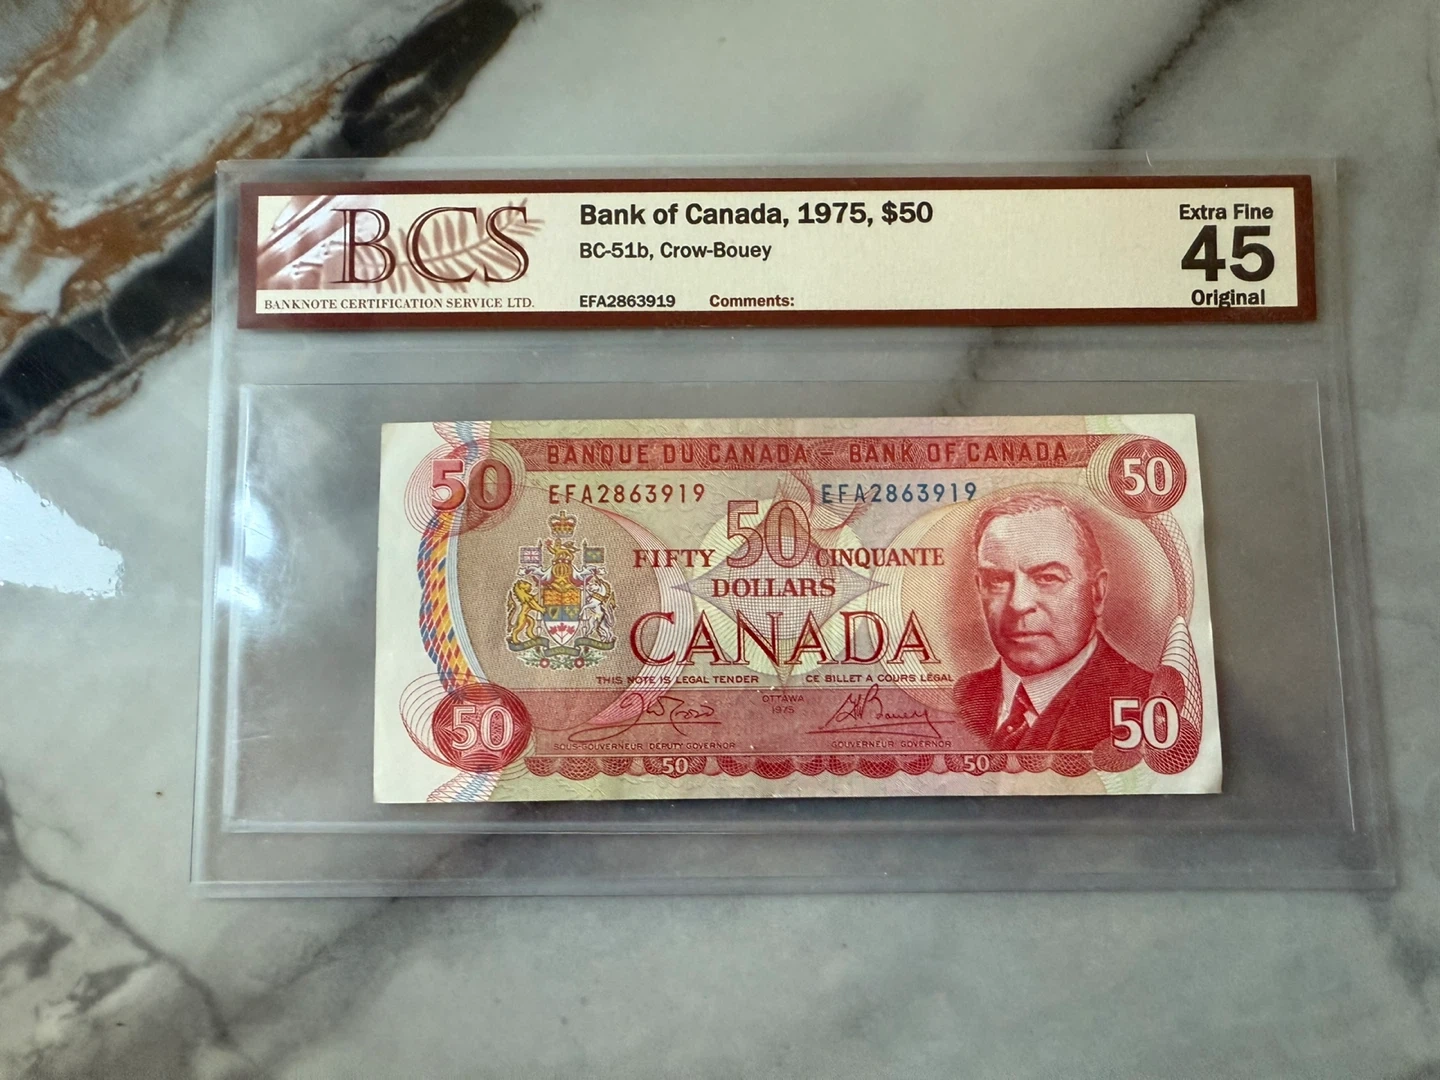 BCS
BANKNOTE CERTIFICATION SERVICE LTD.
Bank of Canada, 1975, $50
BC-51b, Crow-Bouey
EFA2863919 Comments:
Extra Fine
45
Original
BANQUE DU CANADA – BANK OF CANADA
50 50
EFA2863919 EFA2863919
50
FIFTY CINQUANTE
DOLLARS
CANADA
THIS NOTE IS LEGAL TENDER CE BILLET A COURS LÉGAL
OTTAWA
1975
50 50
SOUS-GOUVERNEUR DEPUTY GOVERNOR GOUVERNEUR GOVERNOR
50 50